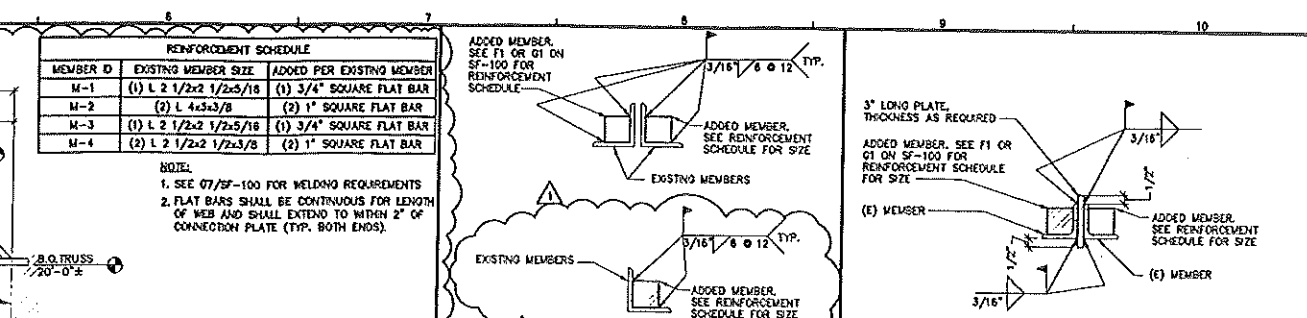 6 7 6 9 10
REINFORCEMENT SCHEDULE
MEMBER ID EXISTING MEMBER SIZE ADDED PER EXISTING MEMBER
M-1 (1) L 2 1/2x2 1/2x5/16 (1) 3/4" SQUARE FLAT BAR
M-2 (2) L 4x3x3/8 (2) 1" SQUARE FLAT BAR
M-3 (1) L 2 1/2x2 1/2x5/16 (1) 3/4" SQUARE FLAT BAR
M-4 (2) L 2 1/2x2 1/2x3/8 (2) 1" SQUARE FLAT BAR
NOTE:
1. SEE G7/SF-100 FOR WELDING REQUIREMENTS
2. FLAT BARS SHALL BE CONTINUOUS FOR LENGTH
OF WEB AND SHALL EXTEND TO WITHIN 2" OF
CONNECTION PLATE (TYP. BOTH ENDS).
B.O.TRUSS
20'-0"±
ADDED MEMBER.
SEE F1 OR G1 ON
SF-100 FOR
REINFORCEMENT
SCHEDULE
3/16" 6 @ 12 TYP.
ADDED MEMBER,
SEE REINFORCEMENT
SCHEDULE FOR SIZE
EXISTING MEMBERS
1
3/16" 6 @ 12 TYP.
EXISTING MEMBERS
ADDED MEMBER,
SEE REINFORCEMENT
SCHEDULE FOR SIZE
3" LONG PLATE,
THICKNESS AS REQUIRED
3/16"
ADDED MEMBER. SEE F1 OR
G1 ON SF-100 FOR
REINFORCEMENT SCHEDULE
FOR SIZE
1/2"
(E) MEMBER
ADDED MEMBER,
SEE REINFORCEMENT
SCHEDULE FOR SIZE
1/2"
(E) MEMBER
3/16"